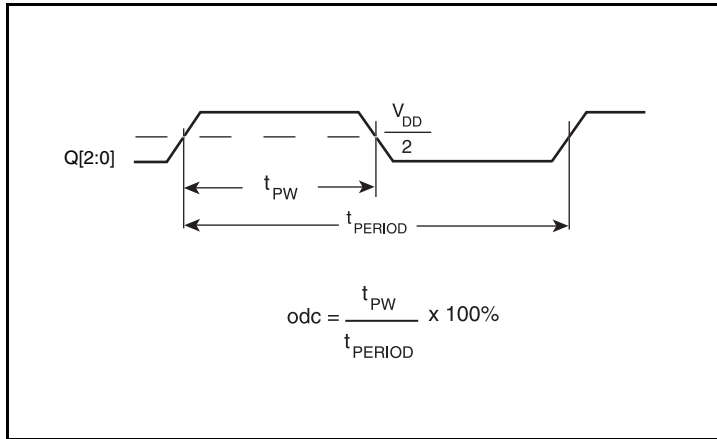 V_DD
2
Q[2:0]
t_PW
t_PERIOD
odc = t_PW / t_PERIOD x 100%